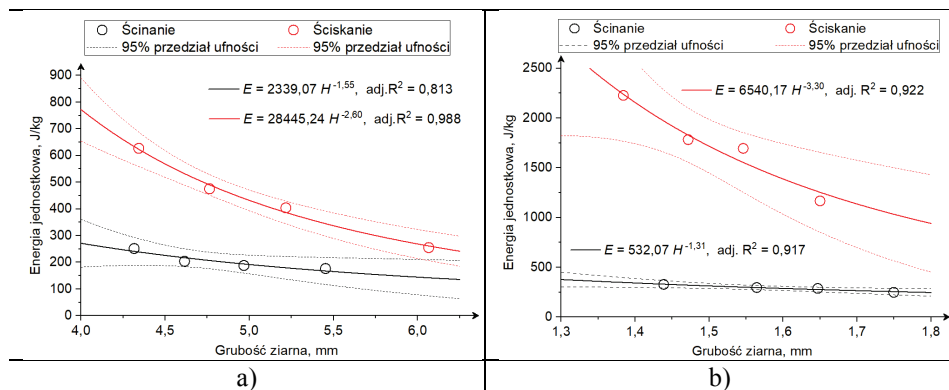 Ścinanie Ściskanie
95% przedział ufności 95% przedział ufności
900
800
700
600
500
400
300
200
100
0
Energia jednostkowa, J/kg
E = 2339,07 H^-1,55, adj.R² = 0,813
E = 28445,24 H^-2,60, adj.R² = 0,988
4,0 4,5 5,0 5,5 6,0
Grubość ziarna, mm
a)
Ścinanie Ściskanie
95% przedział ufności 95% przedział ufności
2500
2000
1500
1000
500
0
Energia jednostkowa, J/kg
E = 6540,17 H^-3,30, adj.R² = 0,922
E = 532,07 H^-1,31, adj. R² = 0,917
1,3 1,4 1,5 1,6 1,7 1,8
Grubość ziarna, mm
b)